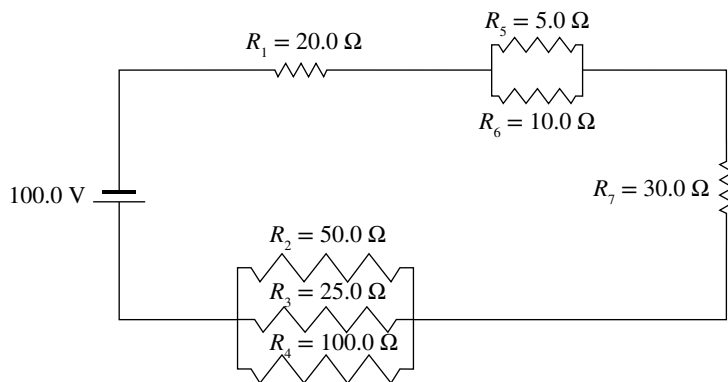 R₅ = 5.0 Ω
R₁ = 20.0 Ω
R₆ = 10.0 Ω
100.0 V
R₇ = 30.0 Ω
R₂ = 50.0 Ω
R₃ = 25.0 Ω
R₄ = 100.0 Ω